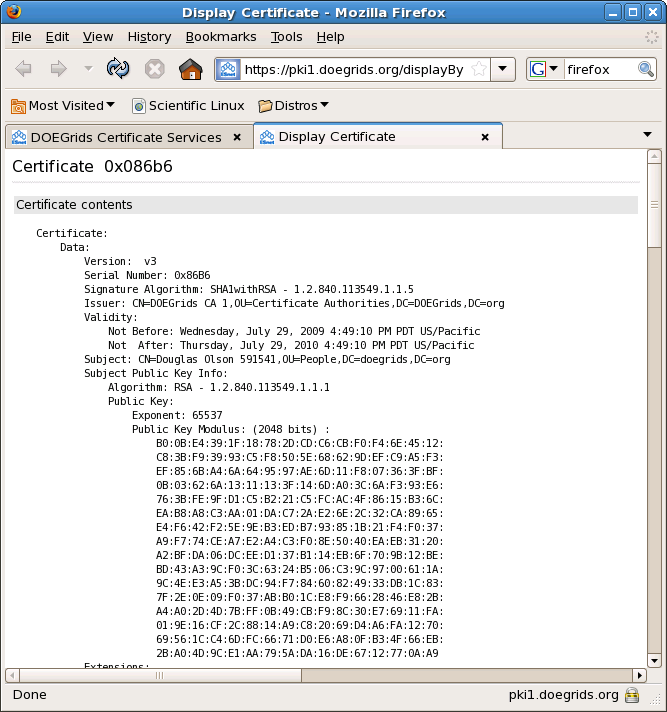 Display Certificate - Mozilla Firefox
File Edit View History Bookmarks Tools Help
https://pki1.doegrids.org/displayBy G firefox
Most Visited Scientific Linux Distros
DOEGrids Certificate Services Display Certificate
Certificate 0x086b6
Certificate contents
Certificate:
Data:
Version: v3
Serial Number: 0x86B6
Signature Algorithm: SHA1withRSA - 1.2.840.113549.1.1.5
Issuer: CN=DOEGrids CA 1,OU=Certificate Authorities,DC=DOEGrids,DC=org
Validity:
Not Before: Wednesday, July 29, 2009 4:49:10 PM PDT US/Pacific
Not After: Thursday, July 29, 2010 4:49:10 PM PDT US/Pacific
Subject: CN=Douglas Olson 591541,OU=People,DC=doegrids,DC=org
Subject Public Key Info:
Algorithm: RSA - 1.2.840.113549.1.1.1
Public Key:
Exponent: 65537
Public Key Modulus: (2048 bits) :
B0:0B:E4:39:1F:18:78:2D:CD:C6:CB:F0:F4:6E:45:12:
C8:3B:F9:39:93:C5:F8:50:5E:68:62:9D:EF:C9:A5:F3:
EF:85:6B:A4:6A:64:95:97:AE:6D:11:F8:07:36:3F:BF:
0B:03:62:6A:13:11:13:3F:14:6D:A0:3C:6A:F3:93:E6:
76:3B:FE:9F:D1:C5:B2:21:C5:FC:AC:4F:86:15:B3:6C:
EA:B8:A8:C3:AA:01:DA:C7:2A:E2:6E:2C:32:CA:89:65:
E4:F6:42:F2:5E:9E:B3:ED:B7:93:85:1B:21:F4:F0:37:
A9:F7:74:CE:A7:E2:A4:C3:F0:8E:50:40:EA:EB:31:20:
A2:BF:DA:06:DC:EE:D1:37:B1:14:EB:6F:70:9B:12:BE:
BD:43:A3:9C:F0:3C:63:24:B5:06:C3:9C:97:00:61:1A:
9C:4E:E3:A5:3B:DC:94:F7:84:60:82:49:33:DB:1C:83:
7F:2E:0E:09:F0:37:AB:B0:1C:E8:F9:66:28:46:E8:2B:
A4:A0:2D:4D:7B:FF:0B:49:CB:F9:8C:30:E7:69:11:FA:
01:9E:16:CF:2C:88:14:A9:C8:20:69:D4:A6:FA:12:70:
69:56:1C:C4:6D:FC:66:71:D0:E6:A8:0F:B3:4F:66:EB:
2B:A0:4D:9C:E1:AA:79:5A:DA:16:DE:67:12:77:0A:A9
Extensions:
Done pki1.doegrids.org